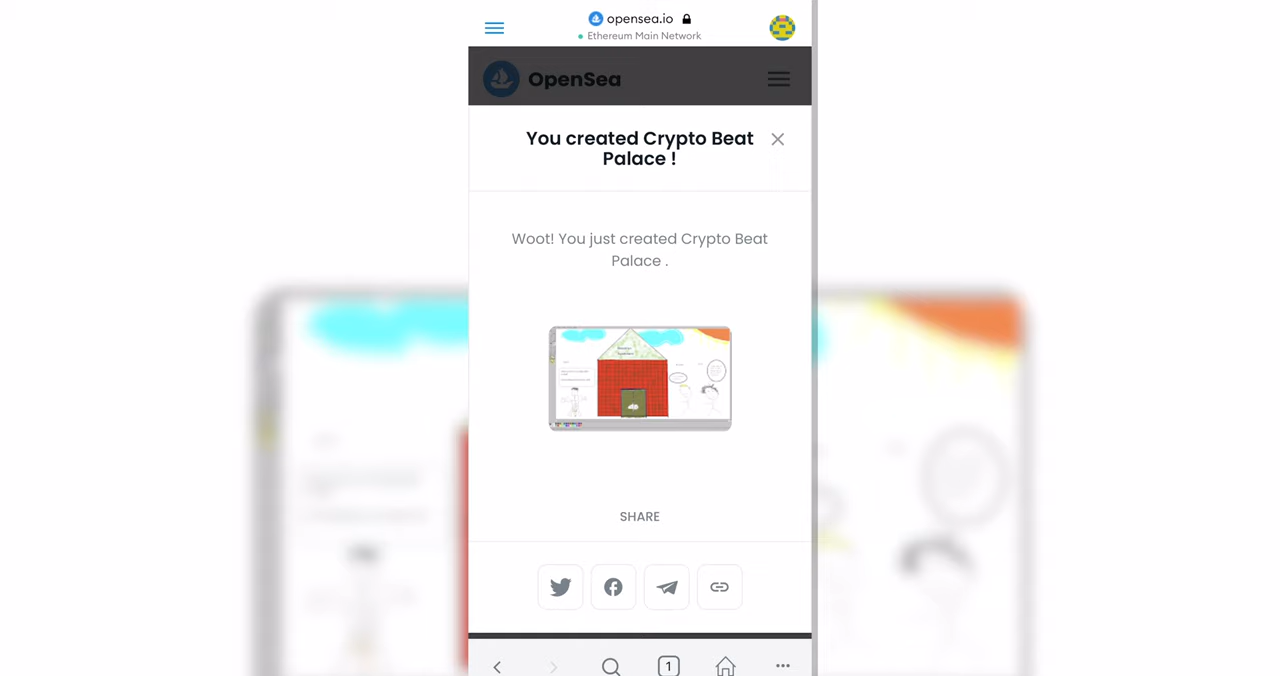 opensea.io
Ethereum Main Network
OpenSea
You created Crypto Beat
Palace !
Woot! You just created Crypto Beat
Palace .
SHARE
1